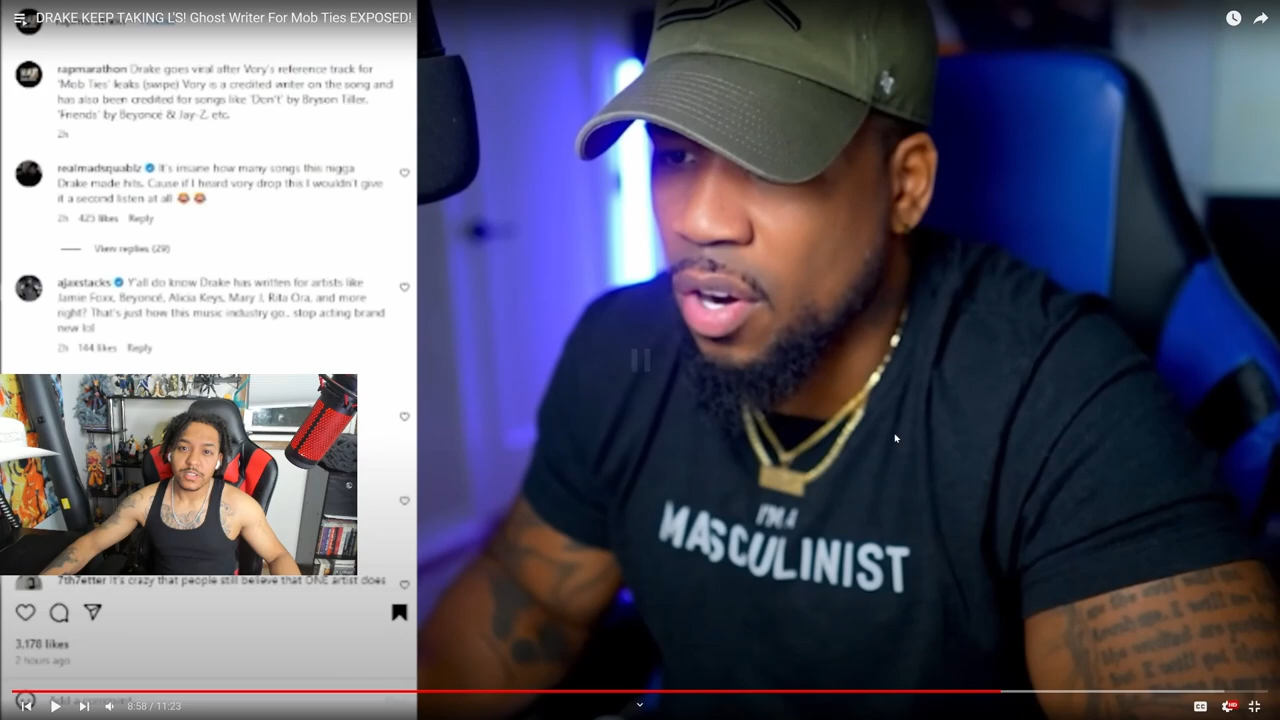 DRAKE KEEP TAKING L'S! Ghost Writer For Mob Ties EXPOSED!
rapmarathon Drake goes viral after Vory's reference track for
'Mob Ties' leaks (swipe) Vory is a credited writer on the song and
has also been credited for songs like 'Don't' by Bryson Tiller,
'Friends' by Beyoncé & Jay-Z, etc.
2h
realmadsquablz It's insane how many songs this nigga
Drake made hits. Cause if I heard vory drop this I wouldn't give
it a second listen at all 😂 😂
2h 423 likes Reply
View replies (29)
ajaxstacks Y'all do know Drake has written for artists like
Jamie Foxx, Beyoncé, Alicia Keys, Mary J, Rita Ora, and more
right? That's just how this music industry go.. stop acting brand
new lol
2h 144 likes Reply
7th7etter It's crazy that people still believe that ONE artist does
3,178 likes
2 hours ago
Add a comment...
I'M A
MASCULINIST
8:58 / 11:23
CC
HD